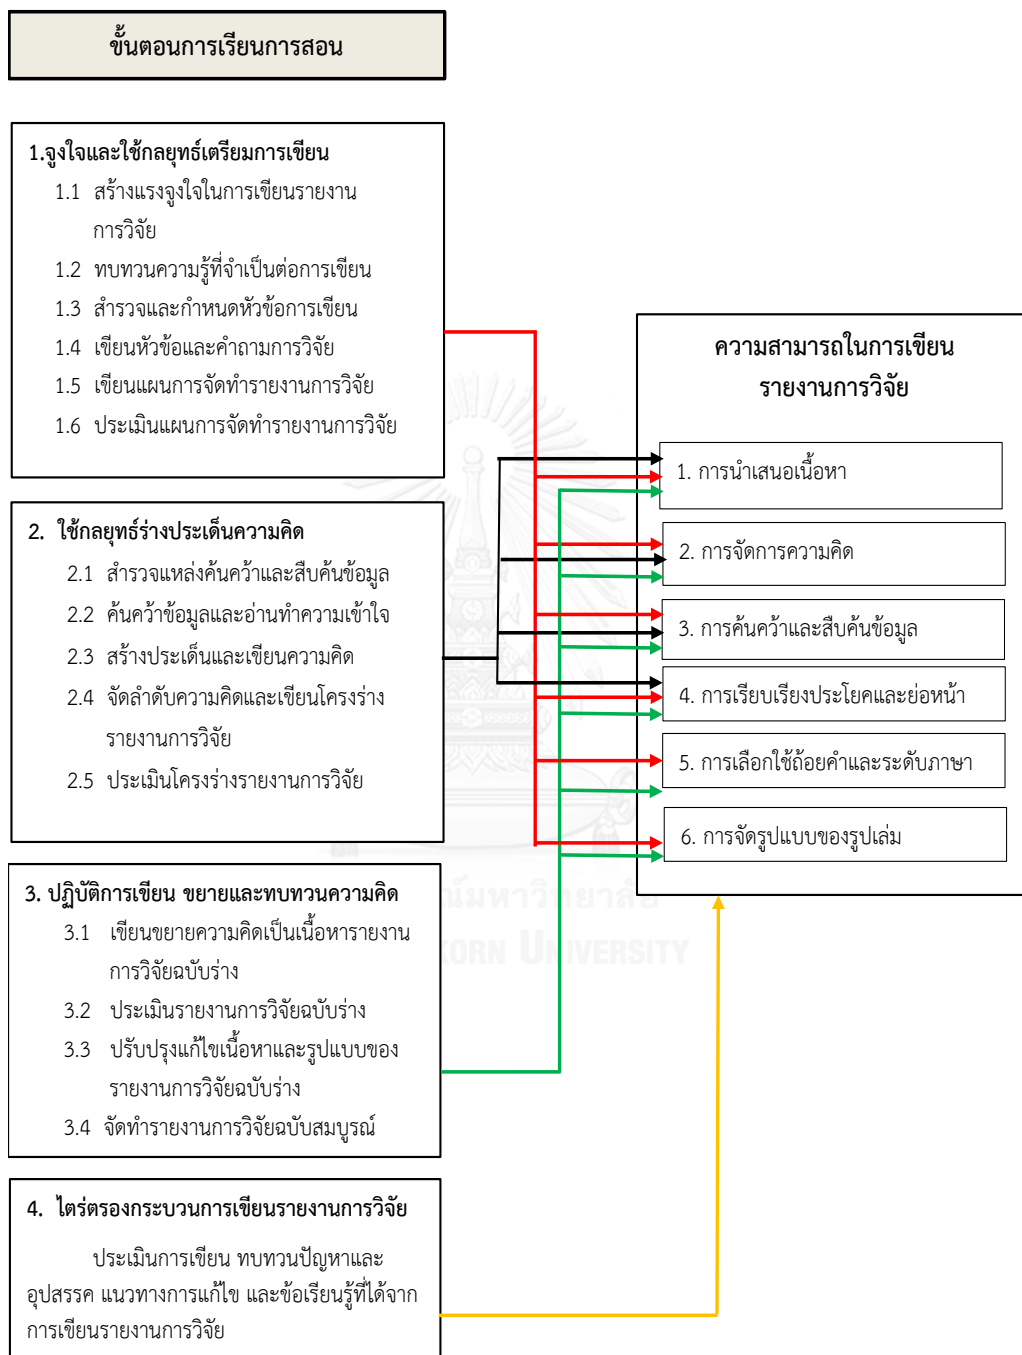 ขั้นตอนการเรียนการสอน
1.จูงใจและใช้กลยุทธ์เตรียมการเขียน
1.1 สร้างแรงจูงใจในการเขียนรายงาน
การวิจัย
1.2 ทบทวนความรู้ที่จำเป็นต่อการเขียน
1.3 สำรวจและกำหนดหัวข้อการเขียน
1.4 เขียนหัวข้อและคำถามการวิจัย
1.5 เขียนแผนการจัดทำรายงานการวิจัย
1.6 ประเมินแผนการจัดทำรายงานการวิจัย
2. ใช้กลยุทธ์ร่างประเด็นความคิด
2.1 สำรวจแหล่งค้นคว้าและสืบค้นข้อมูล
2.2 ค้นคว้าข้อมูลและอ่านทำความเข้าใจ
2.3 สร้างประเด็นและเขียนความคิด
2.4 จัดลำดับความคิดและเขียนโครงร่าง
รายงานการวิจัย
2.5 ประเมินโครงร่างรายงานการวิจัย
3. ปฏิบัติการเขียน ขยายและทบทวนความคิด
3.1 เขียนขยายความคิดเป็นเนื้อหารายงาน
การวิจัยฉบับร่าง
3.2 ประเมินรายงานการวิจัยฉบับร่าง
3.3 ปรับปรุงแก้ไขเนื้อหาและรูปแบบของ
รายงานการวิจัยฉบับร่าง
3.4 จัดทำรายงานการวิจัยฉบับสมบูรณ์
4. ไตร่ตรองกระบวนการเขียนรายงานการวิจัย
ประเมินการเขียน ทบทวนปัญหาและ
อุปสรรค แนวทางการแก้ไข และข้อเรียนรู้ที่ได้จาก
การเขียนรายงานการวิจัย
ความสามารถในการเขียน
รายงานการวิจัย
1. การนำเสนอเนื้อหา
2. การจัดการความคิด
3. การค้นคว้าและสืบค้นข้อมูล
4. การเรียบเรียงประโยคและย่อหน้า
5. การเลือกใช้ถ้อยคำและระดับภาษา
6. การจัดรูปแบบของรูปเล่ม
ณ์มหาวิทยาลัย
KORN UNIVERSITY